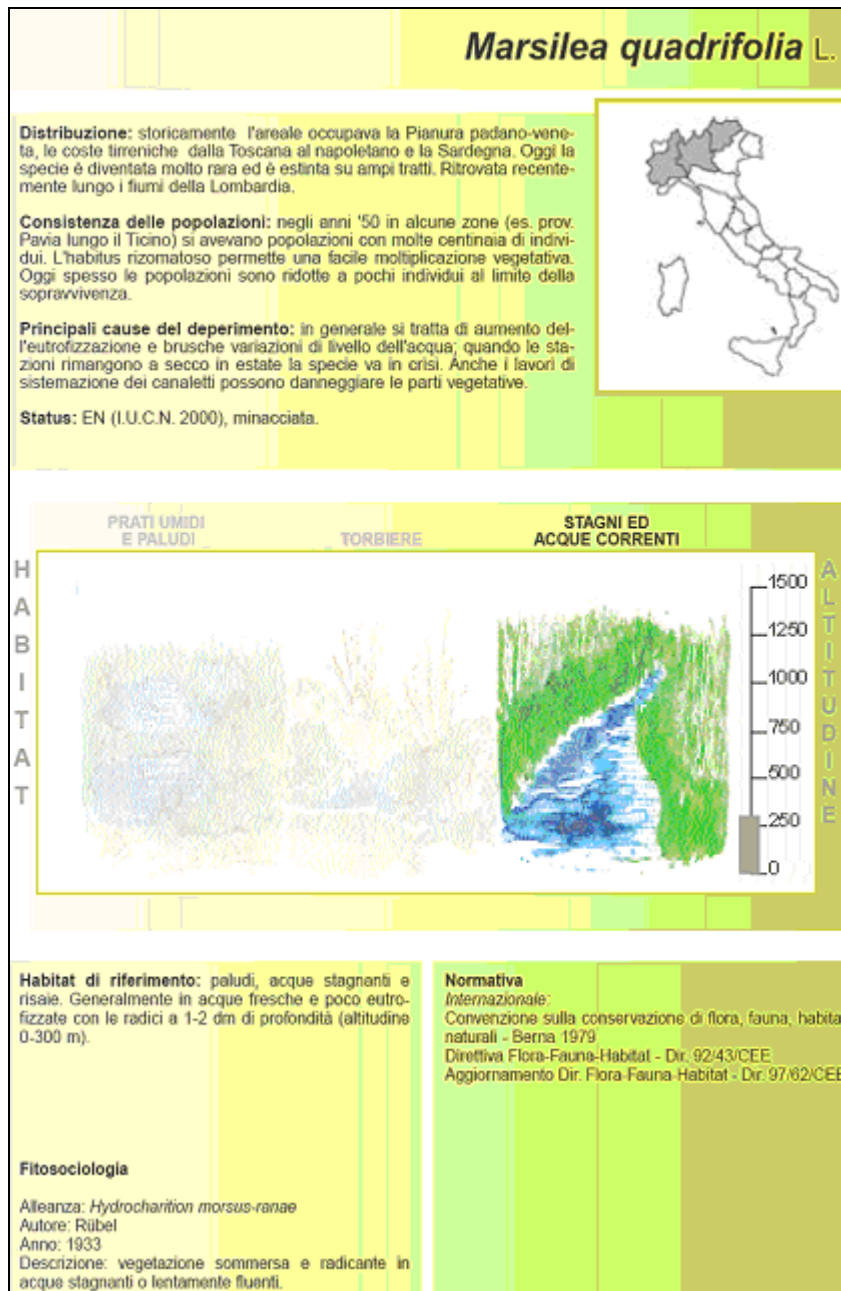 Marsilea quadrifolia L.
Distribuzione: storicamente l'areale occupava la Pianura padano-vene-
ta, le coste tirreniche dalla Toscana al napoletano e la Sardegna. Oggi la
specie è diventata molto rara ed è estinta su ampi tratti. Ritrovata recente-
mente lungo i fiumi della Lombardia.
Consistenza delle popolazioni: negli anni '50 in alcune zone (es. prov.
Pavia lungo il Ticino) si avevano popolazioni con molte centinaia di indivi-
dui. L'habitus rizomatoso permette una facile moltiplicazione vegetativa.
Oggi spesso le popolazioni sono ridotte a pochi individui al limite della
sopravvivenza.
Principali cause del deperimento: in generale si tratta di aumento del-
l'eutrofizzazione e brusche variazioni di livello dell'acqua; quando le sta-
zioni rimangono a secco in estate la specie va in crisi. Anche i lavori di
sistemazione dei canaletti possono danneggiare le parti vegetative.
Status: EN (I.U.C.N. 2000), minacciata.
PRATI UMIDI
E PALUDI
TORBIERE
STAGNI ED
ACQUE CORRENTI
HABITAT
1500
1250
1000
750
500
250
0
ALTITUDINE
Habitat di riferimento: paludi, acque stagnanti e
risaie. Generalmente in acque fresche e poco eutro-
fizzate con le radici a 1-2 dm di profondità (altitudine
0-300 m).
Fitosociologia
Alleanza: Hydrocharition morsus-ranae
Autore: Rübel
Anno: 1933
Descrizione: vegetazione sommersa e radicante in
acque stagnanti o lentamente fluenti.
Normativa
Internazionale:
Convenzione sulla conservazione di flora, fauna, habita
naturali - Berna 1979
Direttiva Flora-Fauna-Habitat - Dir. 92/43/CEE
Aggiornamento Dir. Flora-Fauna-Habitat - Dir. 97/62/CEE